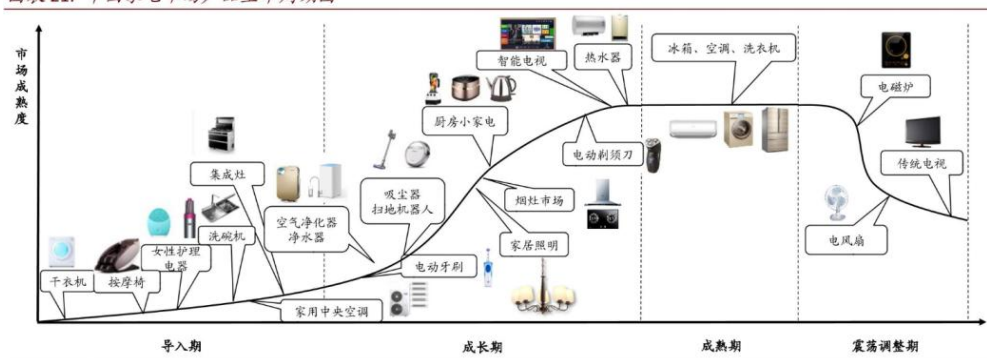 市场成熟度
智能电视
热水器
冰箱、空调、洗衣机
电磁炉
厨房小家电
电动剃须刀
传统电视
集成灶
吸尘器
扫地机器人
烟灶市场
空气净化器
净水器
洗碗机
女性护理
电器
家居照明
电风扇
干衣机
按摩椅
电动牙刷
家用中央空调
导入期
成长期
成熟期
震荡调整期